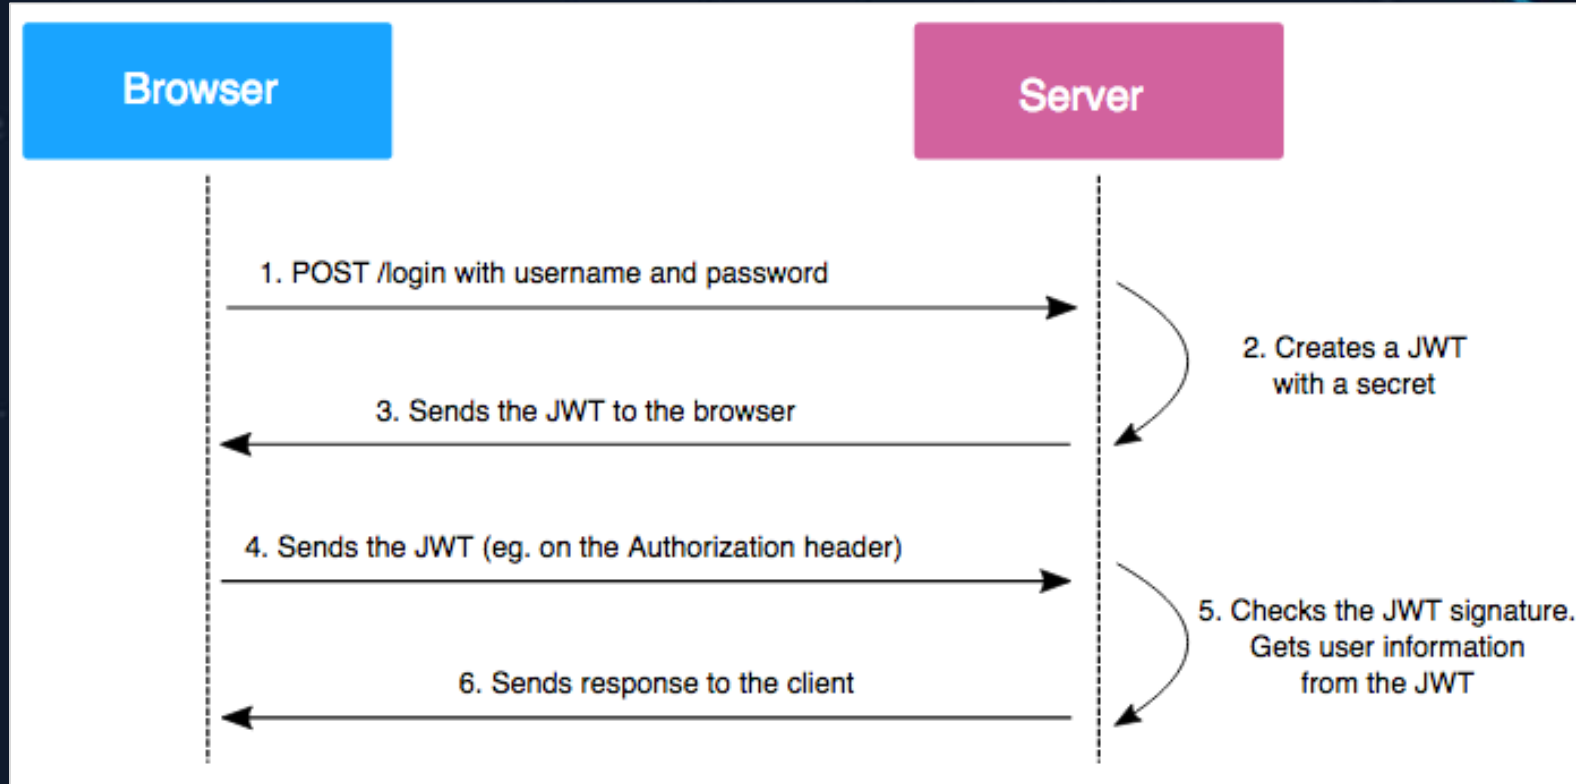 Browser
Server
1. POST /login with username and password
2. Creates a JWT
with a secret
3. Sends the JWT to the browser
4. Sends the JWT (eg. on the Authorization header)
5. Checks the JWT signature.
Gets user information
from the JWT
6. Sends response to the client